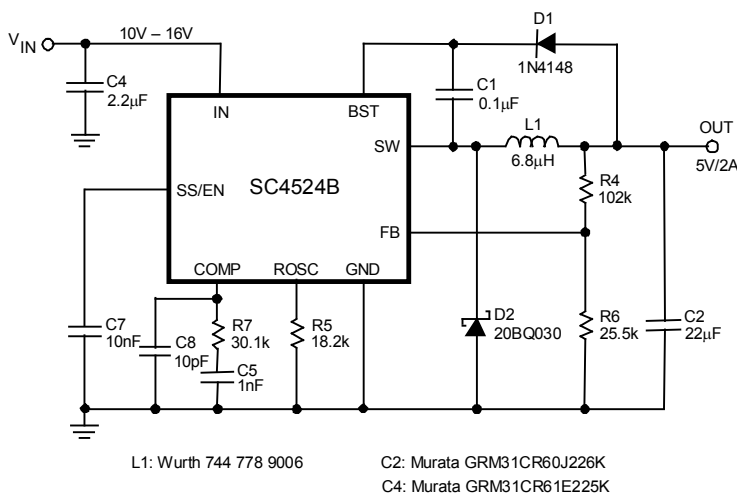 V_IN
10V – 16V
D1
1N4148
C4
2.2µF
C1
0.1µF
IN
BST
L1
6.8µH
OUT
5V/2A
SW
SS/EN
SC4524B
R4
102k
FB
COMP
ROSC
GND
C7
10nF
C8
10pF
R7
30.1k
R5
18.2k
D2
20BQ030
R6
25.5k
C2
22µF
C5
1nF
L1: Wurth 744 778 9006
C2: Murata GRM31CR60J226K
C4: Murata GRM31CR61E225K